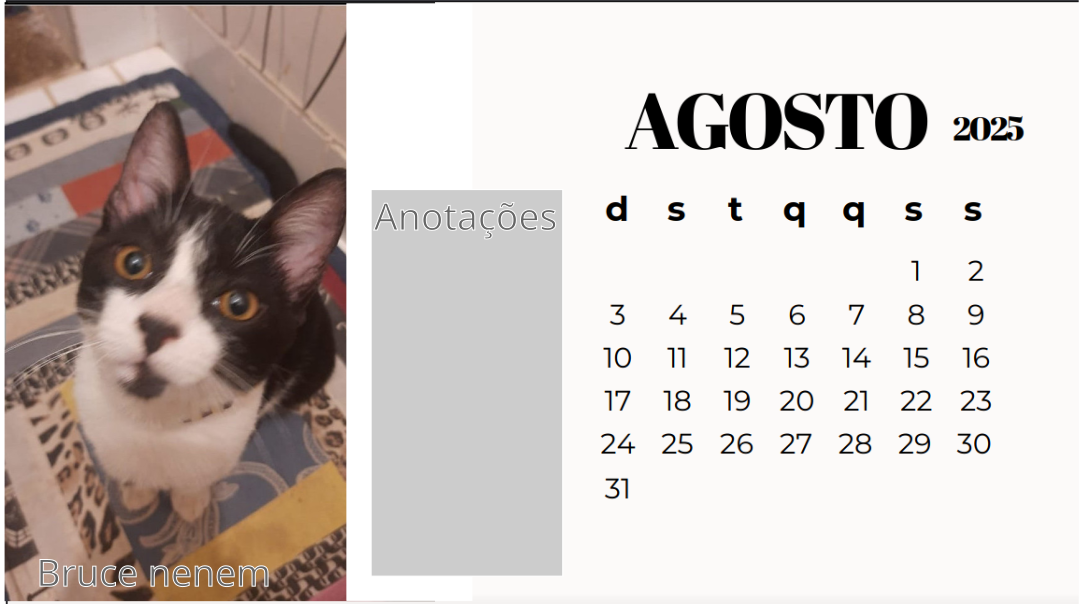 AGOSTO 2025
Anotações
d s t q q s s
1 2
3 4 5 6 7 8 9
10 11 12 13 14 15 16
17 18 19 20 21 22 23
24 25 26 27 28 29 30
31
Bruce nenem